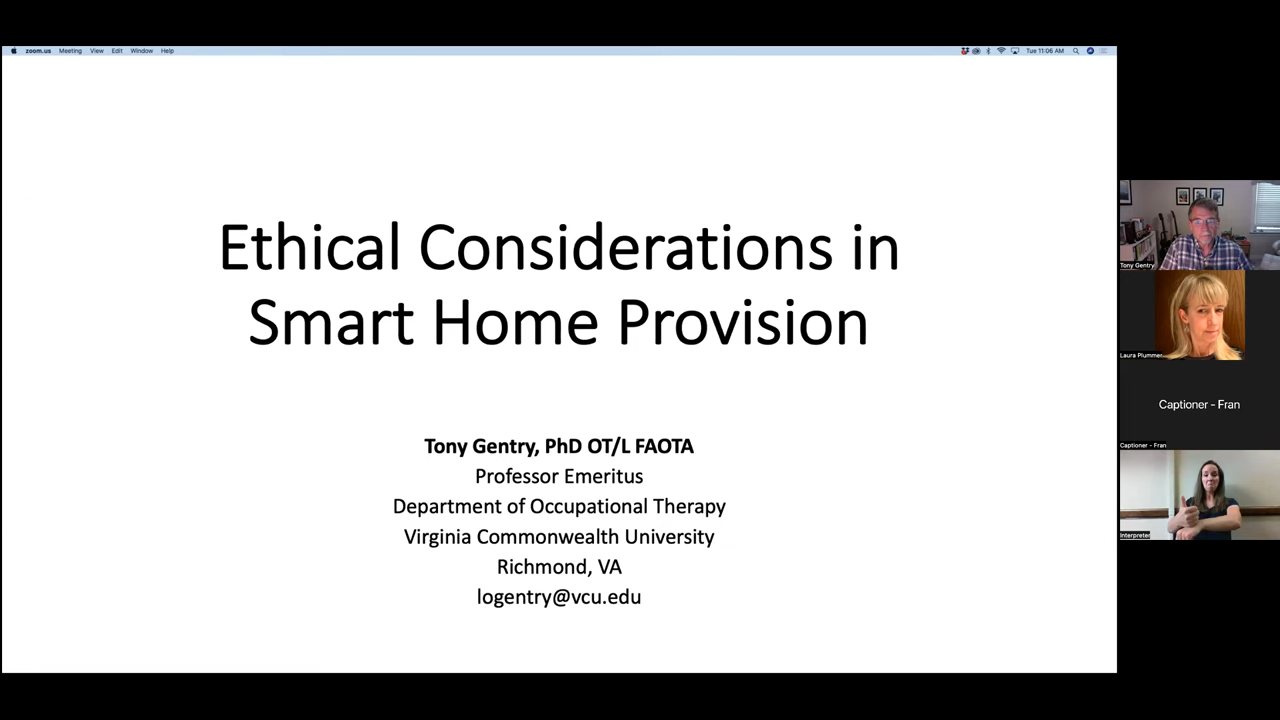 zoom.us Meeting View Edit Window Help
Tue 11:06 AM
Ethical Considerations in
Smart Home Provision
Tony Gentry, PhD OT/L FAOTA
Professor Emeritus
Department of Occupational Therapy
Virginia Commonwealth University
Richmond, VA
logentry@vcu.edu
Tony Gentry
Laura Plummer
Captioner - Fran
Captioner - Fran
Interpreter